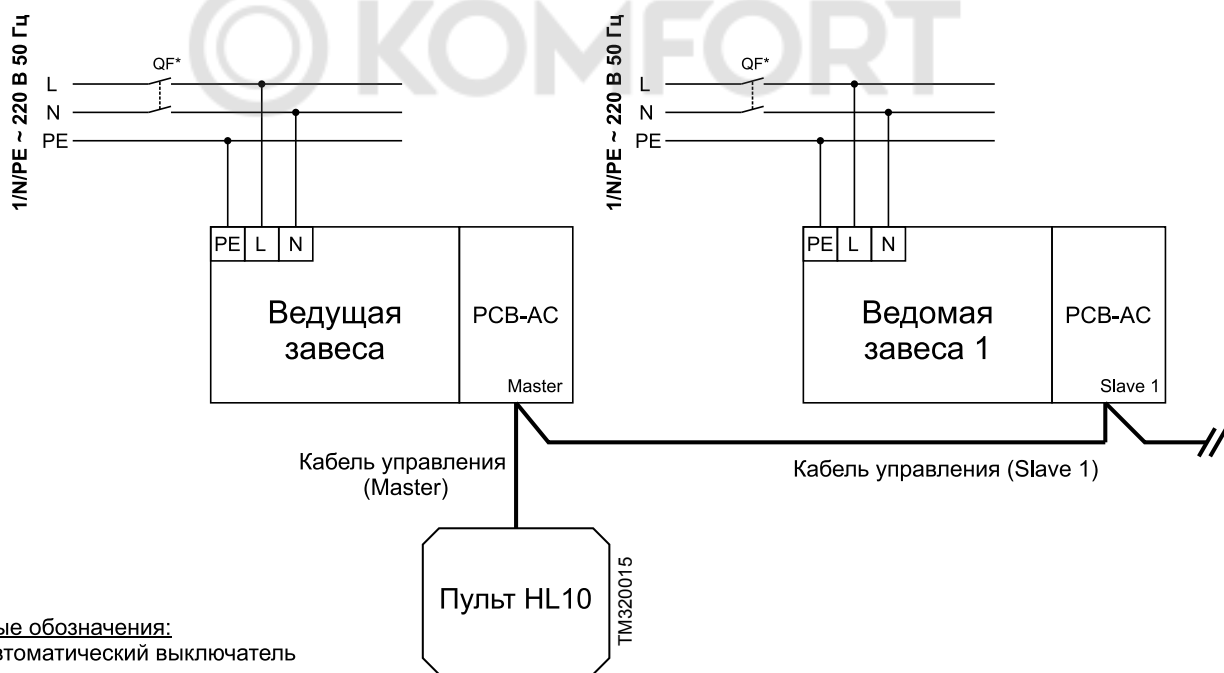 KOMFORT
1/N/PE ~ 220 В 50 Гц
QF*
L
N
PE
PE L N
Ведущая
завеса
PCB-AC
Master
1/N/PE ~ 220 В 50 Гц
QF*
L
N
PE
PE L N
Ведомая
завеса 1
PCB-AC
Slave 1
Кабель управления
(Master)
Кабель управления (Slave 1)
Пульт HL10
TM320015
ые обозначения:
втоматический выключатель